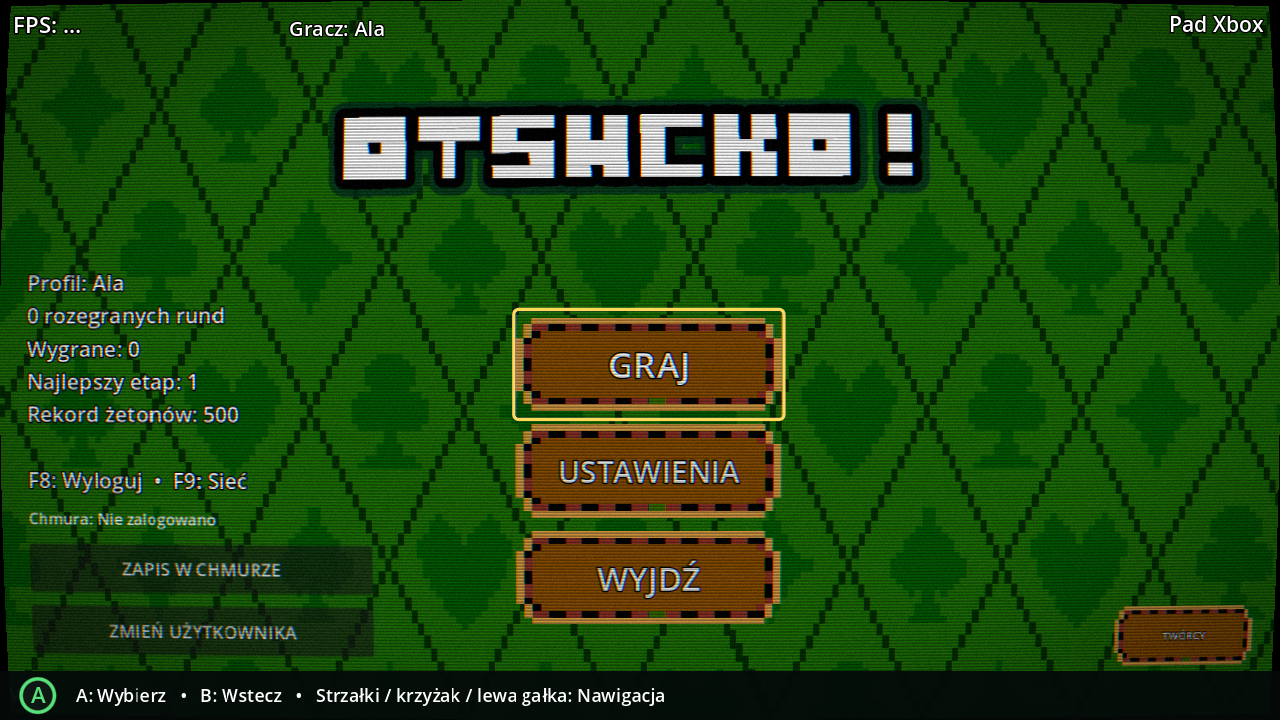 FPS: ...
Gracz: Ala
Pad Xbox
OTSHCKO!
Profil: Ala
0 rozegranych rund
Wygrane: 0
Najlepszy etap: 1
Rekord żetonów: 500
F8: Wyloguj • F9: Sieć
Chmura: Nie zalogowano
ZAPIS W CHMURZE
ZMIEŃ UŻYTKOWNIKA
GRAJ
USTAWIENIA
WYJDŹ
TWÓRCY
A
A: Wybierz • B: Wstecz • Strzałki / krzyżak / lewa gałka: Nawigacja